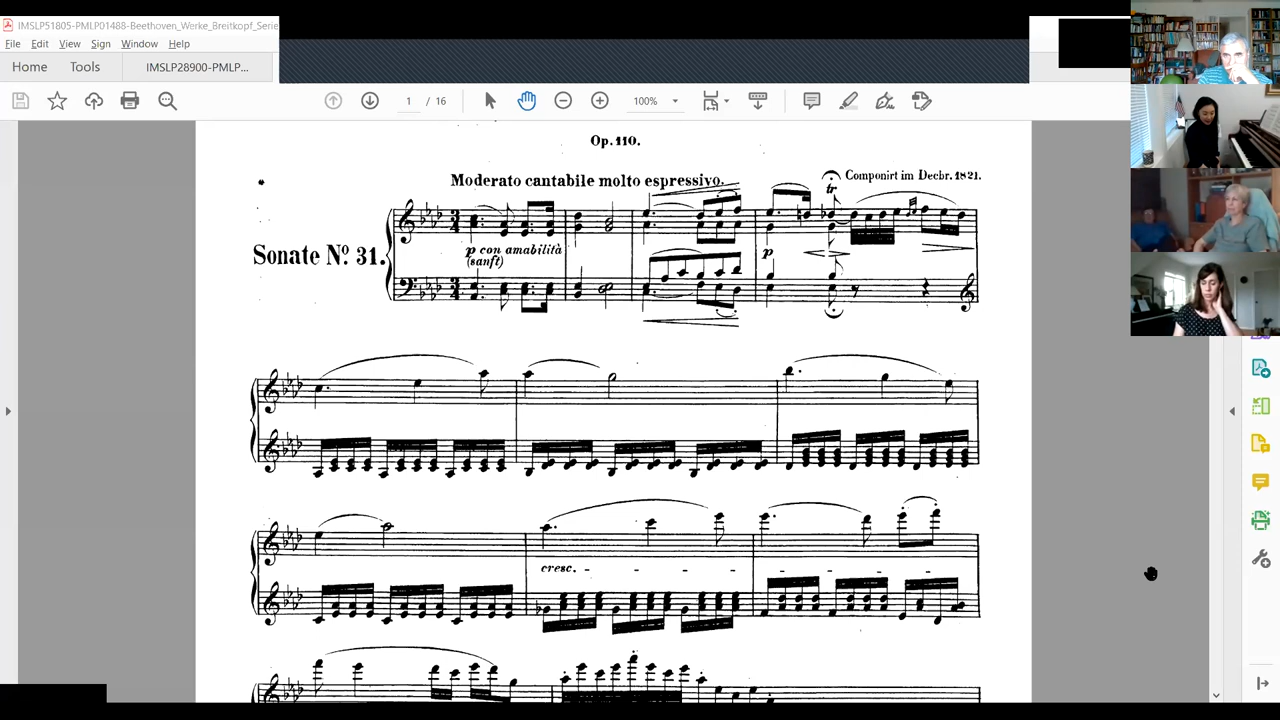 IMSLP51805-PMLP01488-Beethoven_Werke_Breitkopf_Serie
File Edit View Sign Window Help
Home Tools IMSLP28900-PMLP...
1 / 16 100%
Op. 110.
Moderato cantabile molto espressivo.
Componirt im Decbr. 1821.
tr
Sonate No. 31.
p con amabilità
(sanft)
p
cresc. - - - - - - -